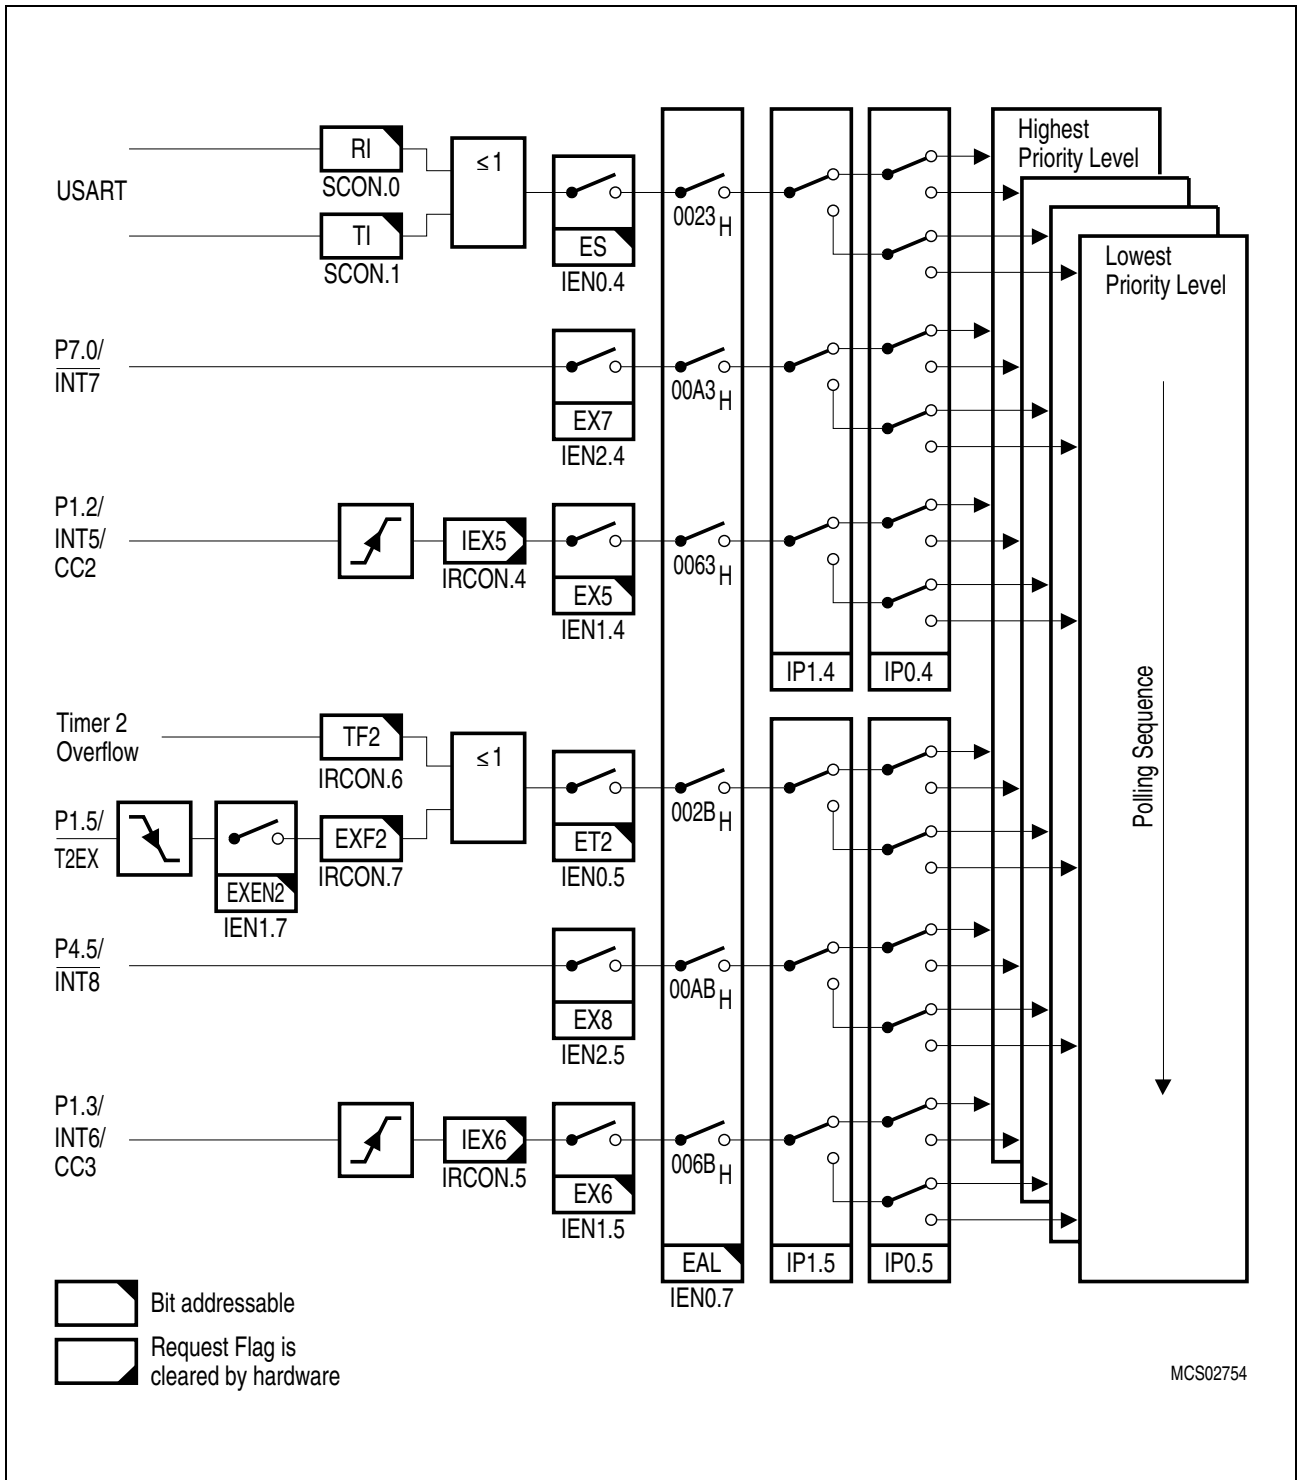 Highest
Priority Level
Lowest
Priority Level
Polling Sequence
USART
RI
SCON.0
TI
SCON.1
≤1
ES
IEN0.4
0023H
P7.0/
INT7
EX7
IEN2.4
00A3H
P1.2/
INT5/
CC2
IEX5
IRCON.4
EX5
IEN1.4
0063H
IP1.4
IP0.4
Timer 2
Overflow
TF2
IRCON.6
≤1
P1.5/
T2EX
EXEN2
IEN1.7
EXF2
IRCON.7
ET2
IEN0.5
002BH
P4.5/
INT8
EX8
IEN2.5
00ABH
P1.3/
INT6/
CC3
IEX6
IRCON.5
EX6
IEN1.5
006BH
EAL
IEN0.7
IP1.5
IP0.5
Bit addressable
Request Flag is
cleared by hardware
MCS02754